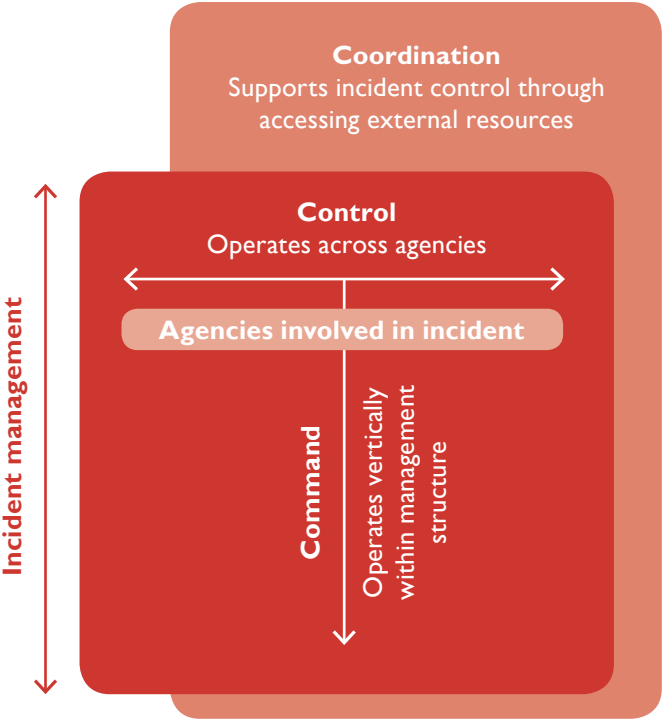 Coordination
Supports incident control through
accessing external resources
Control
Operates across agencies
Agencies involved in incident
Incident management
Command
Operates vertically
within management
structure